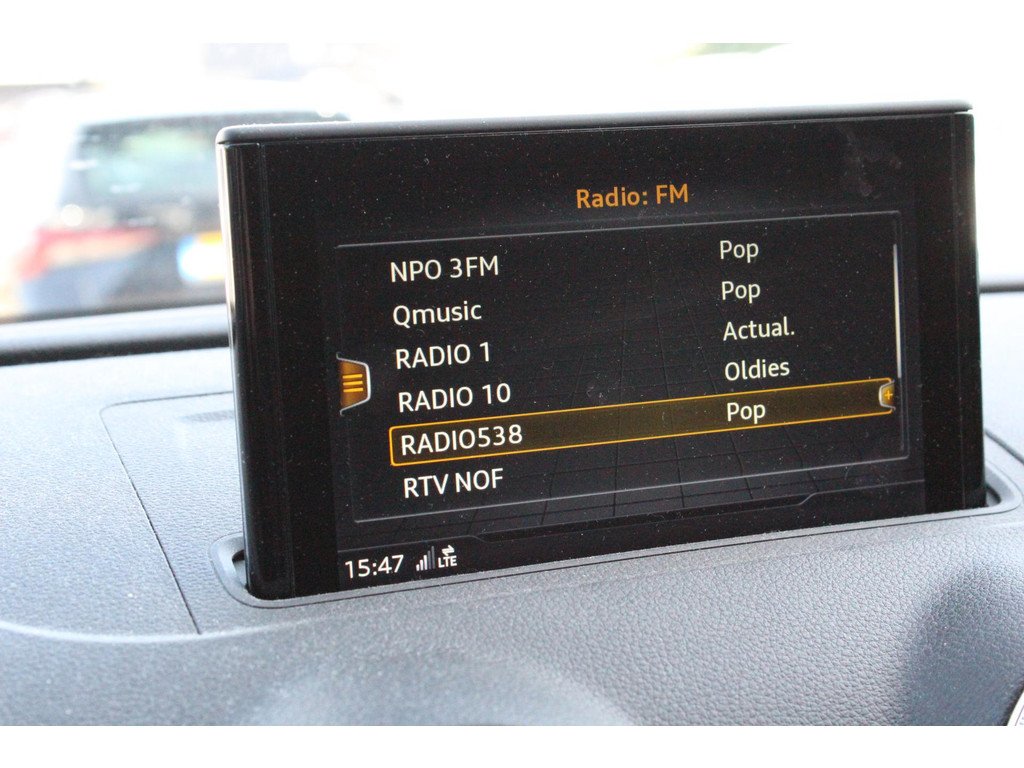 Radio: FM
NPO 3FM Pop
Qmusic Pop
RADIO 1 Actual.
RADIO 10 Oldies
RADIO538 Pop
RTV NOF
15:47 LTE